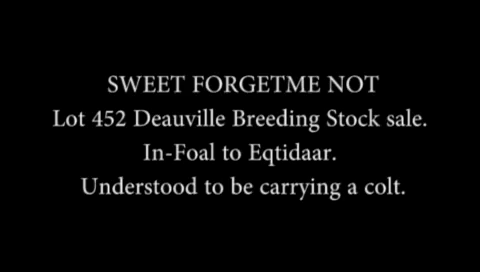 SWEET FORGETME NOT
Lot 452 Deauville Breeding Stock sale.
In-Foal to Eqtidaar.
Understood to be carrying a colt.